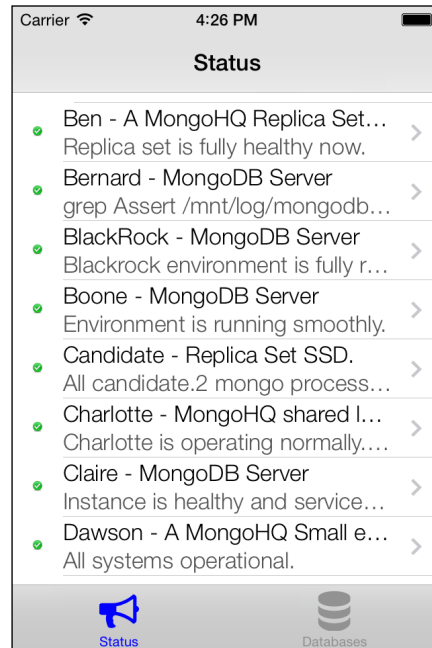 Carrier 4:26 PM
Status
Ben - A MongoHQ Replica Set…
Replica set is fully healthy now.
Bernard - MongoDB Server
grep Assert /mnt/log/mongodb…
BlackRock - MongoDB Server
Blackrock environment is fully r…
Boone - MongoDB Server
Environment is running smoothly.
Candidate - Replica Set SSD.
All candidate.2 mongo process…
Charlotte - MongoHQ shared l…
Charlotte is operating normally.…
Claire - MongoDB Server
Instance is healthy and service…
Dawson - A MongoHQ Small e…
All systems operational.
Status Databases